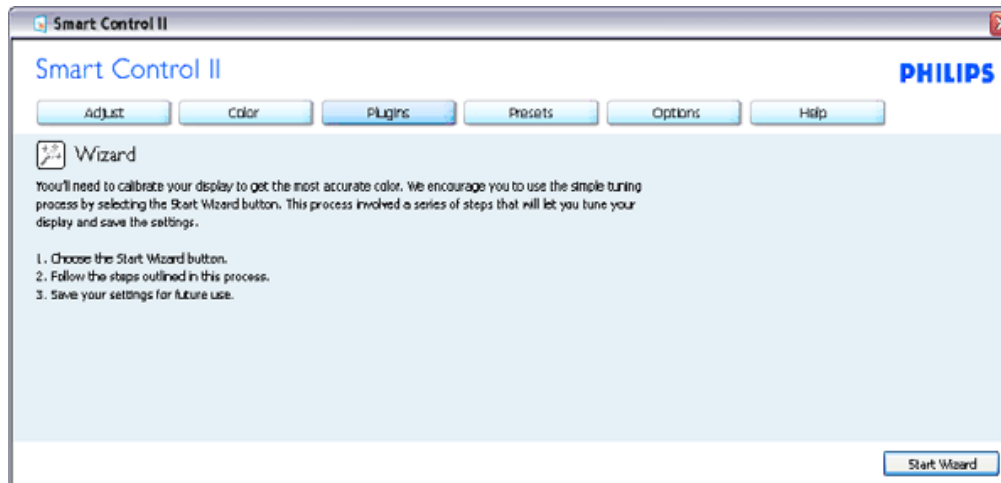 Smart Control II
Smart Control II
PHILIPS
Adjust Color Plugins Presets Options Help
Wizard
Yoou'll need to calibrate your display to get the most accurate color. We encourage you to use the simple tuning
process by selecting the Start Wizard button. This process involved a series of steps that will let you tune your
display and save the settings.
1. Choose the Start Wizard button.
2. Follow the steps outlined in this process.
3. Save your settings for future use.
Start Wizard